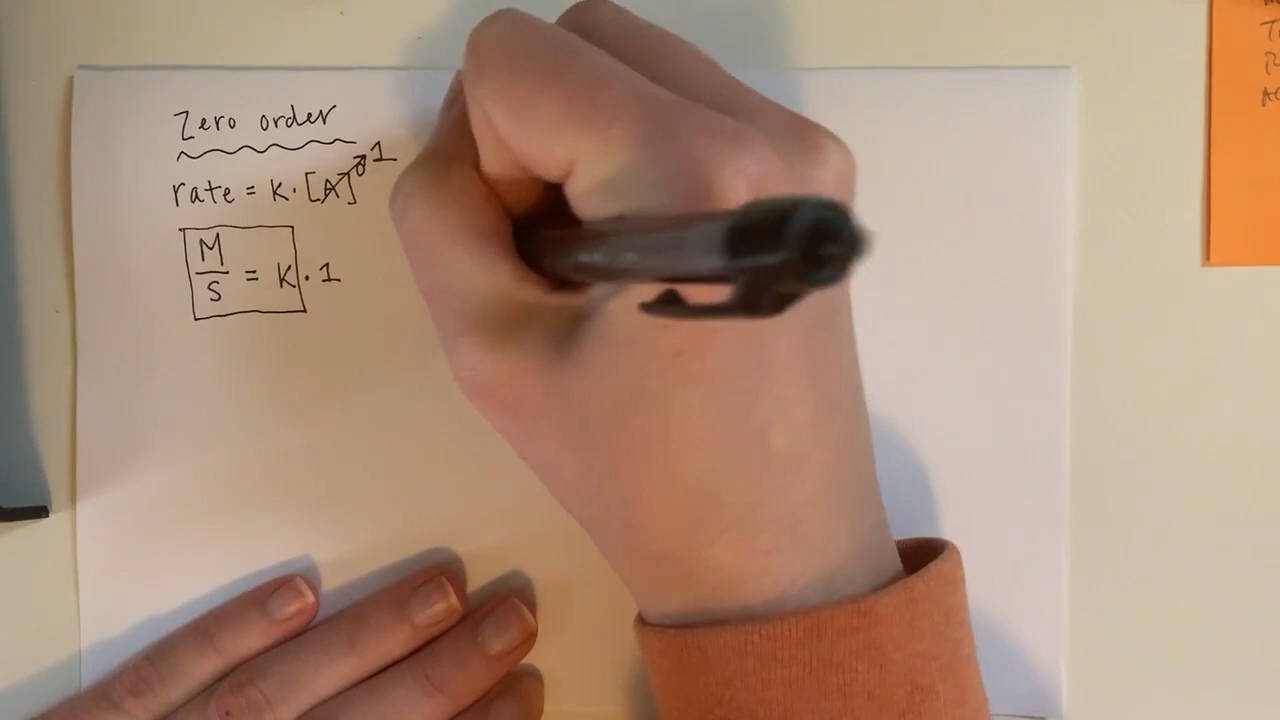 Zero order
rate = K · [A]⁰ 1
M/S = K · 1